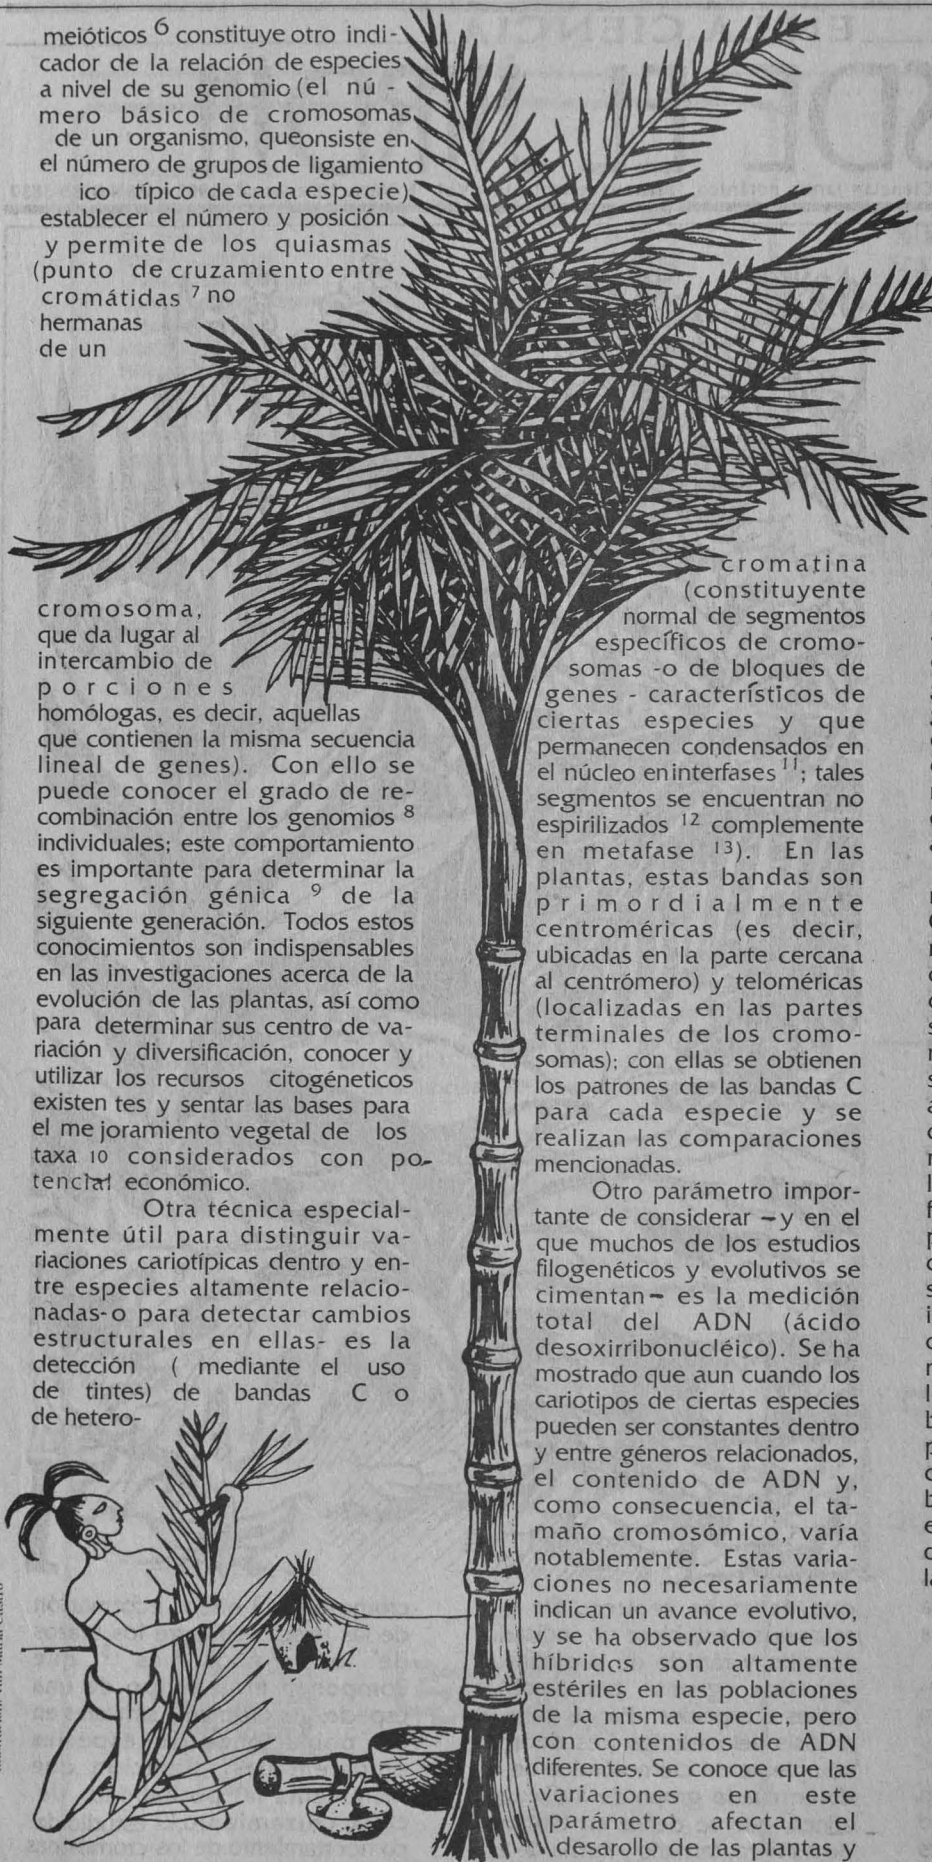 meióticos 6 constituye otro indi-
cador de la relación de especies
a nivel de su genomio (el nú -
mero básico de cromosomas
de un organismo, queonsiste en
el número de grupos de ligamiento
ico típico de cada especie)
establecer el número y posición
y permite de los quiasmas
(punto de cruzamiento entre
cromátidas 7 no
hermanas
de un
cromosoma,
que da lugar al
intercambio de
porciones
homólogas, es decir, aquellas
que contienen la misma secuencia
lineal de genes). Con ello se
puede conocer el grado de re-
combinación entre los genomios 8
individuales; este comportamiento
es importante para determinar la
segregación génica 9 de la
siguiente generación. Todos estos
conocimientos son indispensables
en las investigaciones acerca de la
evolución de las plantas, así como
para determinar sus centro de va-
riación y diversificación, conocer y
utilizar los recursos citogéneticos
existen tes y sentar las bases para
el me joramiento vegetal de los
taxa 10 considerados con po-
tencial económico.
Otra técnica especial-
mente útil para distinguir va-
riaciones cariotípicas dentro y en-
tre especies altamente relacio-
nadas-o para detectar cambios
estructurales en ellas- es la
detección ( mediante el uso
de tintes) de bandas C o
de hetero-
cromatina
(constituyente
normal de segmentos
específicos de cromo-
somas -o de bloques de
genes - característicos de
ciertas especies y que
permanecen condensados en
el núcleo eninterfases 11; tales
segmentos se encuentran no
espirilizados 12 complemente
en metafase 13). En las
plantas, estas bandas son
primordialmente
centroméricas (es decir,
ubicadas en la parte cercana
al centrómero) y teloméricas
(localizadas en las partes
terminales de los cromo-
somas); con ellas se obtienen
los patrones de las bandas C
para cada especie y se
realizan las comparaciones
mencionadas.
Otro parámetro impor-
tante de considerar -y en el
que muchos de los estudios
filogenéticos y evolutivos se
cimentan- es la medición
total del ADN (ácido
desoxirribonucléico). Se ha
mostrado que aun cuando los
cariotipos de ciertas especies
pueden ser constantes dentro
y entre géneros relacionados,
el contenido de ADN y,
como consecuencia, el ta-
maño cromosómico, varía
notablemente. Estas varia-
ciones no necesariamente
indican un avance evolutivo,
y se ha observado que los
híbridos son altamente
estériles en las poblaciones
de la misma especie, pero
con contenidos de ADN
diferentes. Se conoce que las
variaciones en este
parámetro afectan el
desarollo de las plantas y